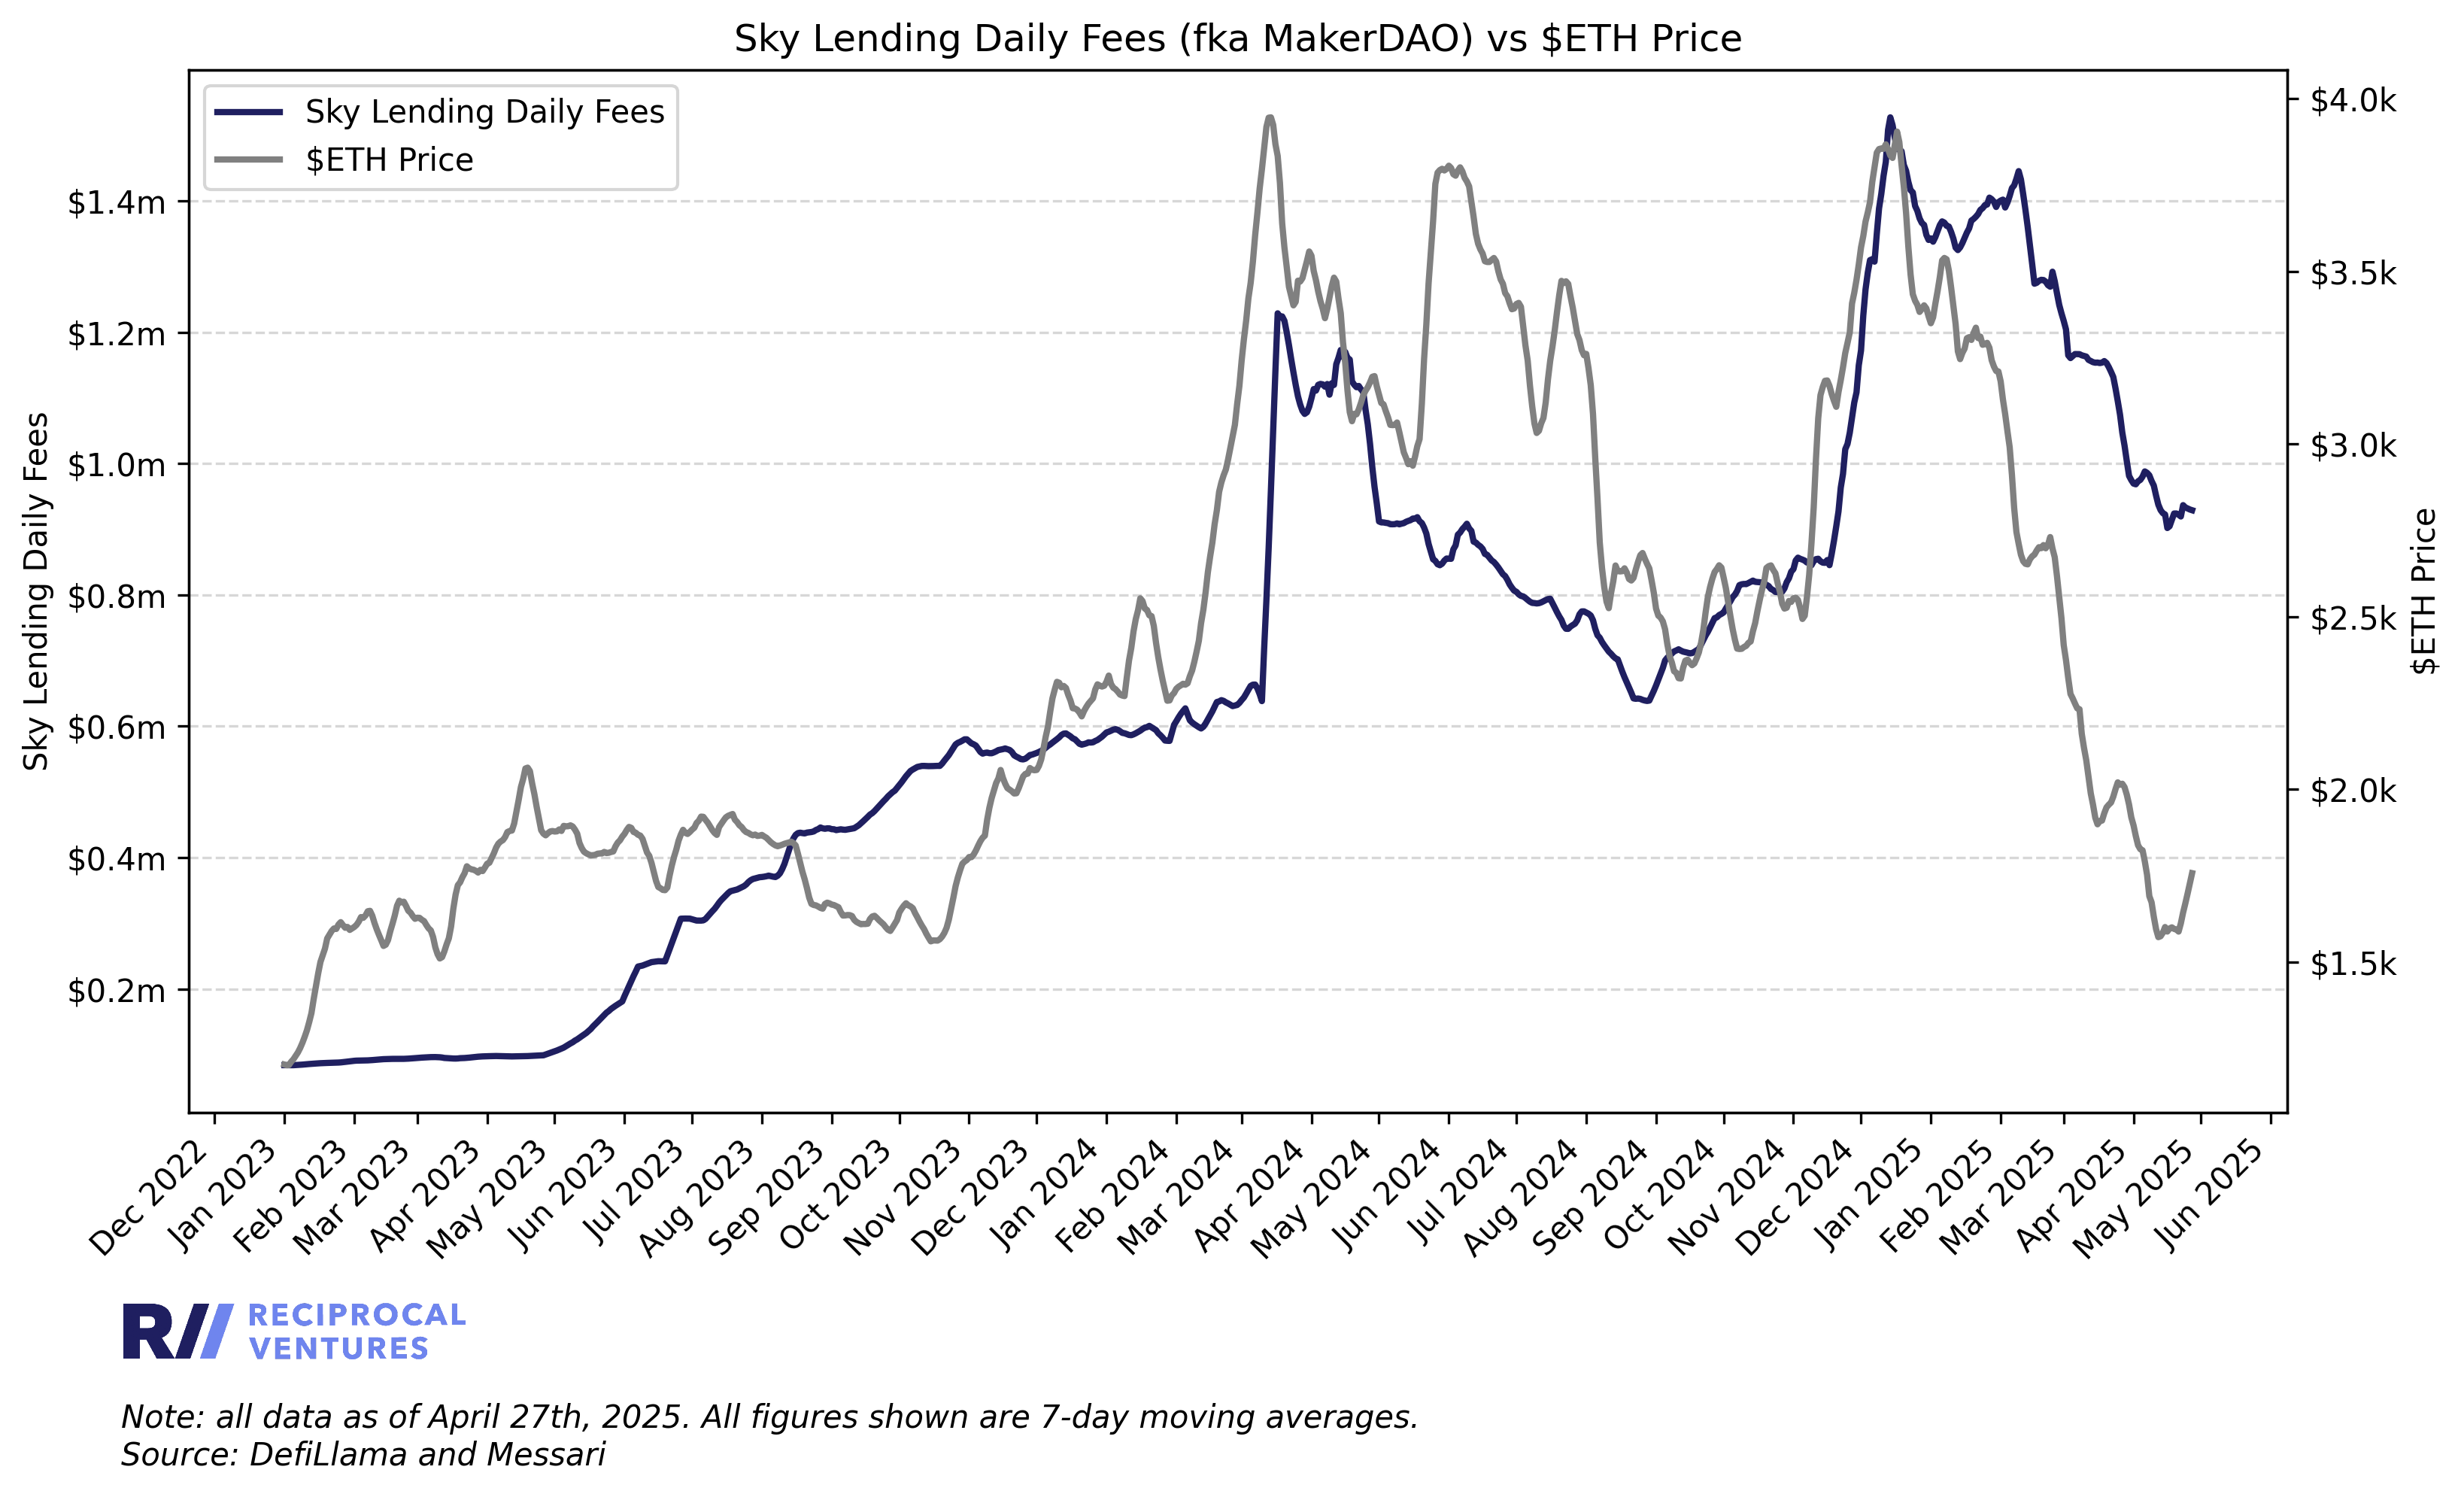 Sky Lending Daily Fees (fka MakerDAO) vs $ETH Price
Sky Lending Daily Fees
$ETH Price
Sky Lending Daily Fees
$1.4m
$1.2m
$1.0m
$0.8m
$0.6m
$0.4m
$0.2m
$4.0k
$3.5k
$3.0k
$2.5k
$2.0k
$1.5k
$ETH Price
Dec 2022
Jan 2023
Feb 2023
Mar 2023
Apr 2023
May 2023
Jun 2023
Jul 2023
Aug 2023
Sep 2023
Oct 2023
Nov 2023
Dec 2023
Jan 2024
Feb 2024
Mar 2024
Apr 2024
May 2024
Jun 2024
Jul 2024
Aug 2024
Sep 2024
Oct 2024
Nov 2024
Dec 2024
Jan 2025
Feb 2025
Mar 2025
Apr 2025
May 2025
Jun 2025
RECIPROCAL
VENTURES
Note: all data as of April 27th, 2025. All figures shown are 7-day moving averages.
Source: DefiLlama and Messari